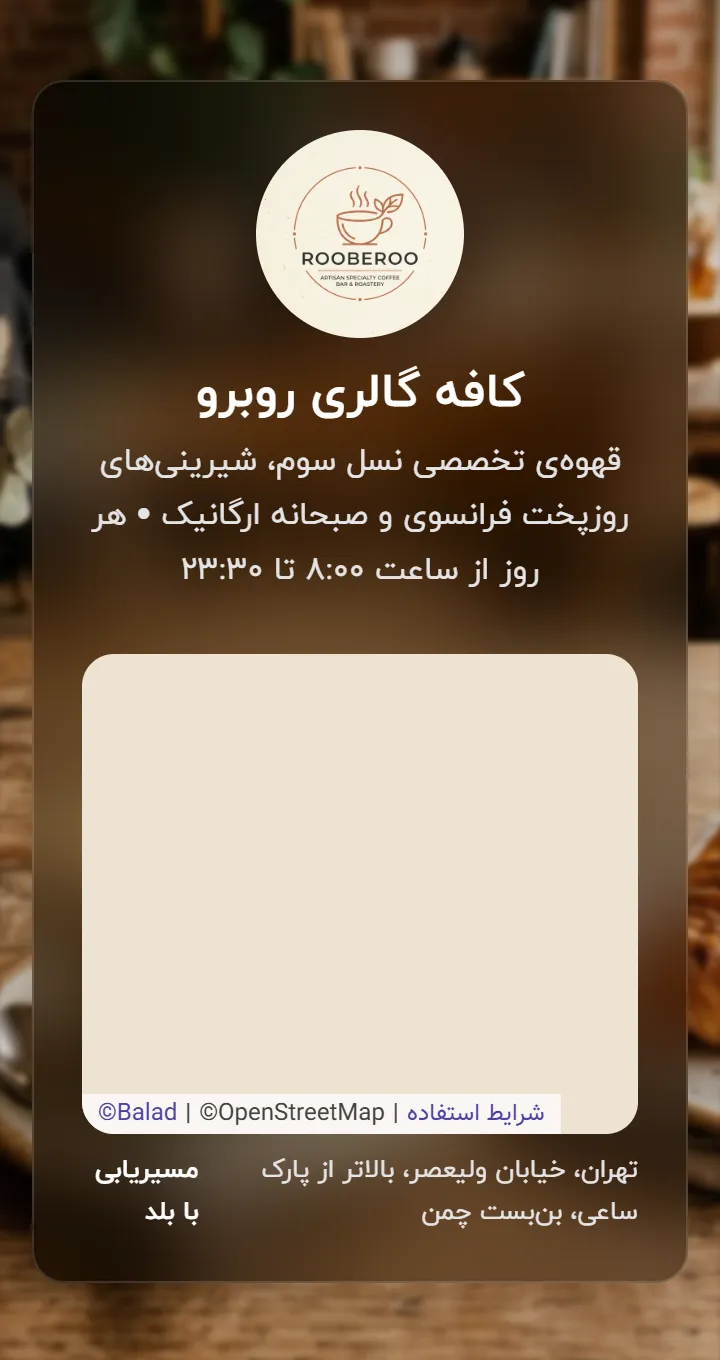 ROOBEROO
ARTISAN SPECIALTY COFFEE
BAR & ROASTERY
کافه گالری روبرو
قهوه‌ی تخصصی نسل سوم، شیرینی‌های
روزپخت فرانسوی و صبحانه ارگانیک • هر
روز از ساعت ۸:۰۰ تا ۲۳:۳۰
©Balad | ©OpenStreetMap | شرایط استفاده
تهران، خیابان ولیعصر، بالاتر از پارک
ساعی، بن‌بست چمن
مسیریابی
با بلد